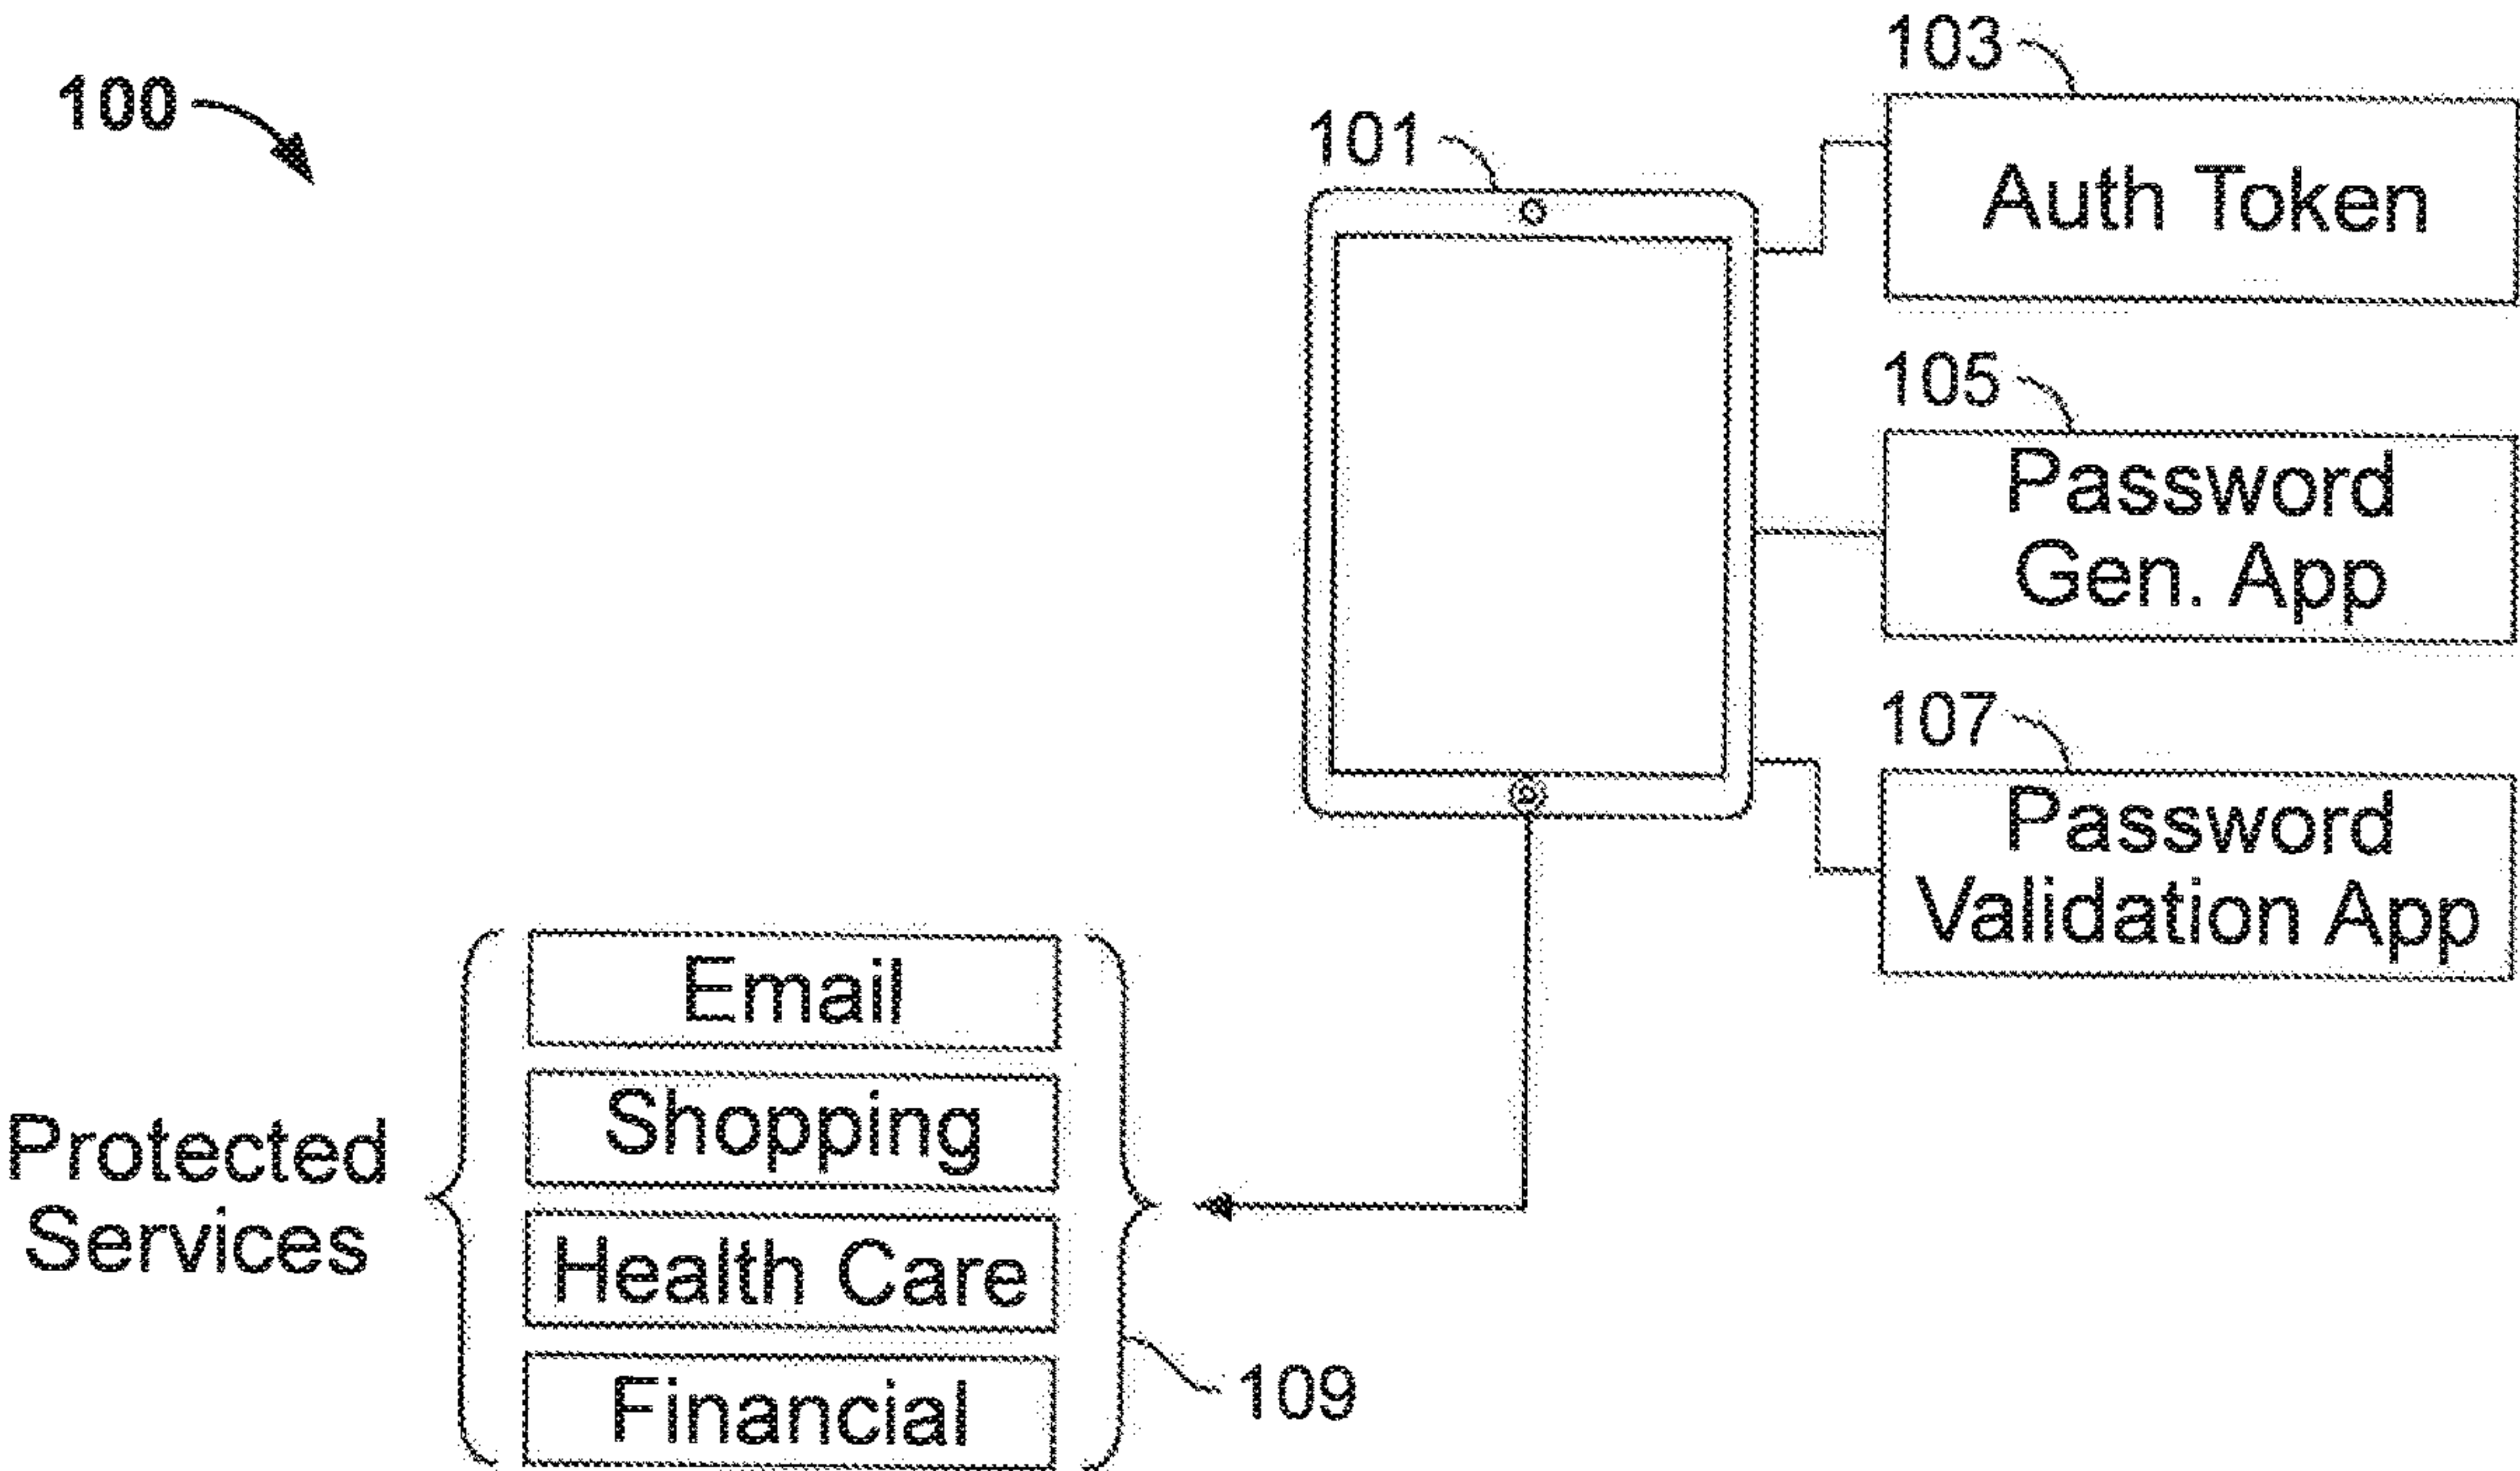 100
101
103
Auth Token
105
Password
Gen. App
107
Password
Validation App
Protected
Services
Email
Shopping
Health Care
Financial
109